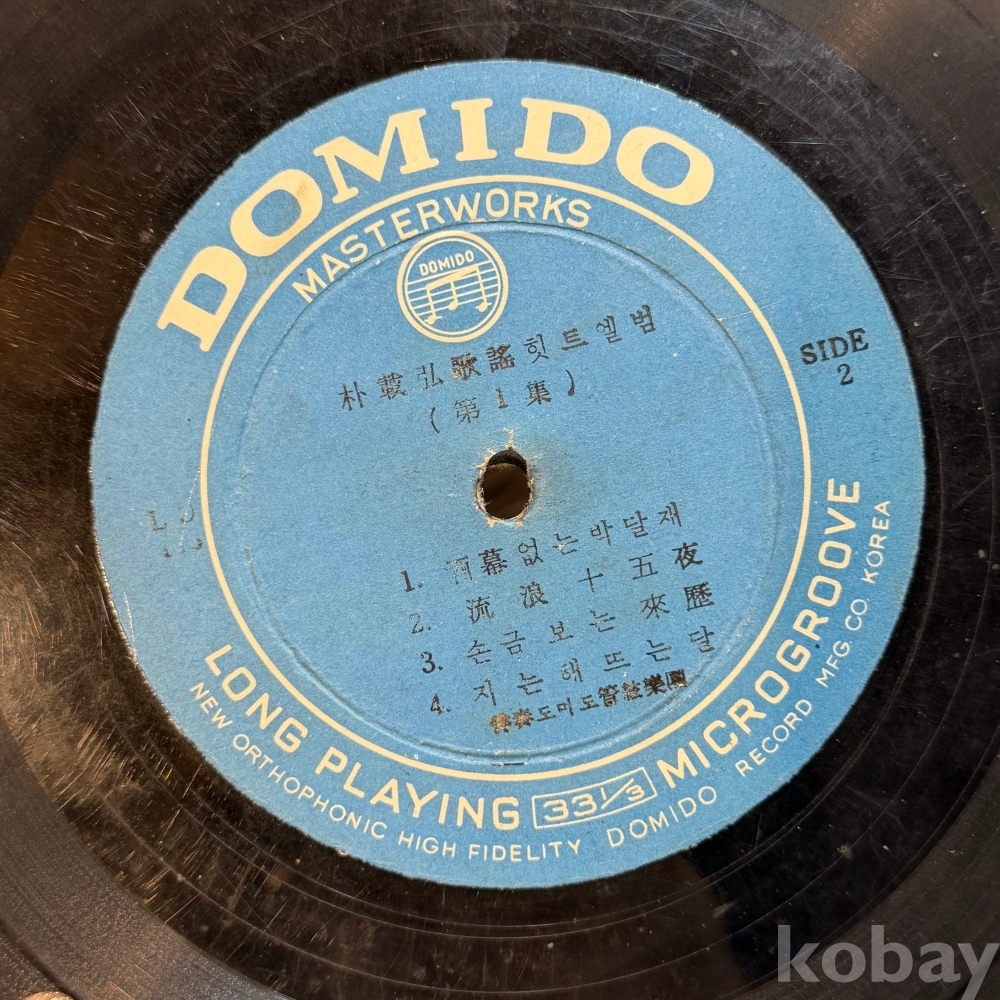 DOMIDO
MASTERWORKS
DOMIDO
朴載弘歌謠힛트엘범
(第1集)
SIDE
2
1. 酒幕없는바달재
2. 流浪十五夜
3. 손금보는來歷
4. 지는해뜨는달
도미도管絃樂團
LONG PLAYING 33 1/3 MICROGROOVE
NEW ORTHOPHONIC HIGH FIDELITY DOMIDO RECORD MFG. CO. KOREA
kobay